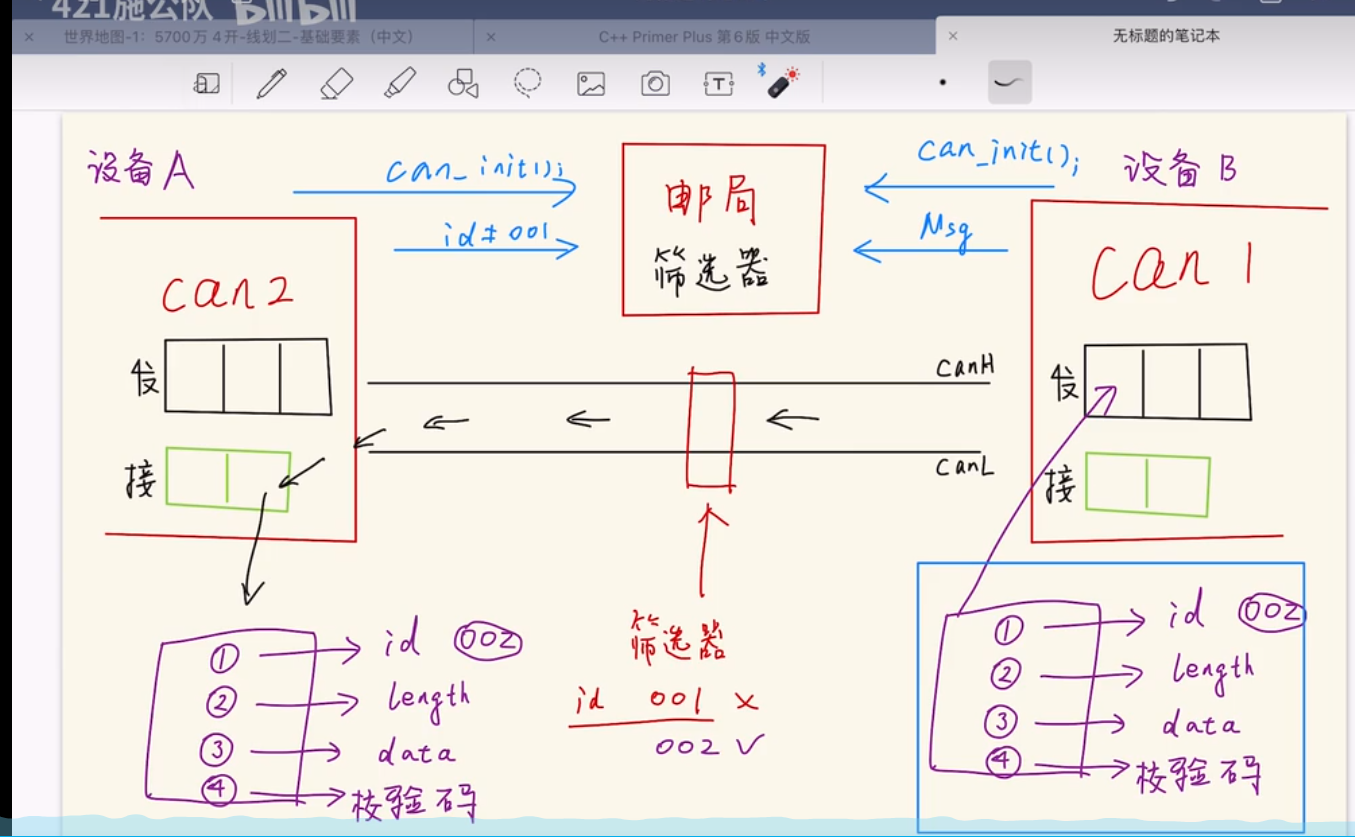 421施公队 bilibili
世界地图-1：5700万 4开-线划二-基础要素（中文）
C++ Primer Plus 第6版 中文版
无标题的笔记本
T
设备A
can_init();
邮局
筛选器
can_init();
设备B
id≠001
Msg
can2
can1
发
canH
发
接
canL
接
① id 002
② length
③ data
④ 校验码
筛选器
id 001 ×
002 √
① id 002
② length
③ data
④ 校验码